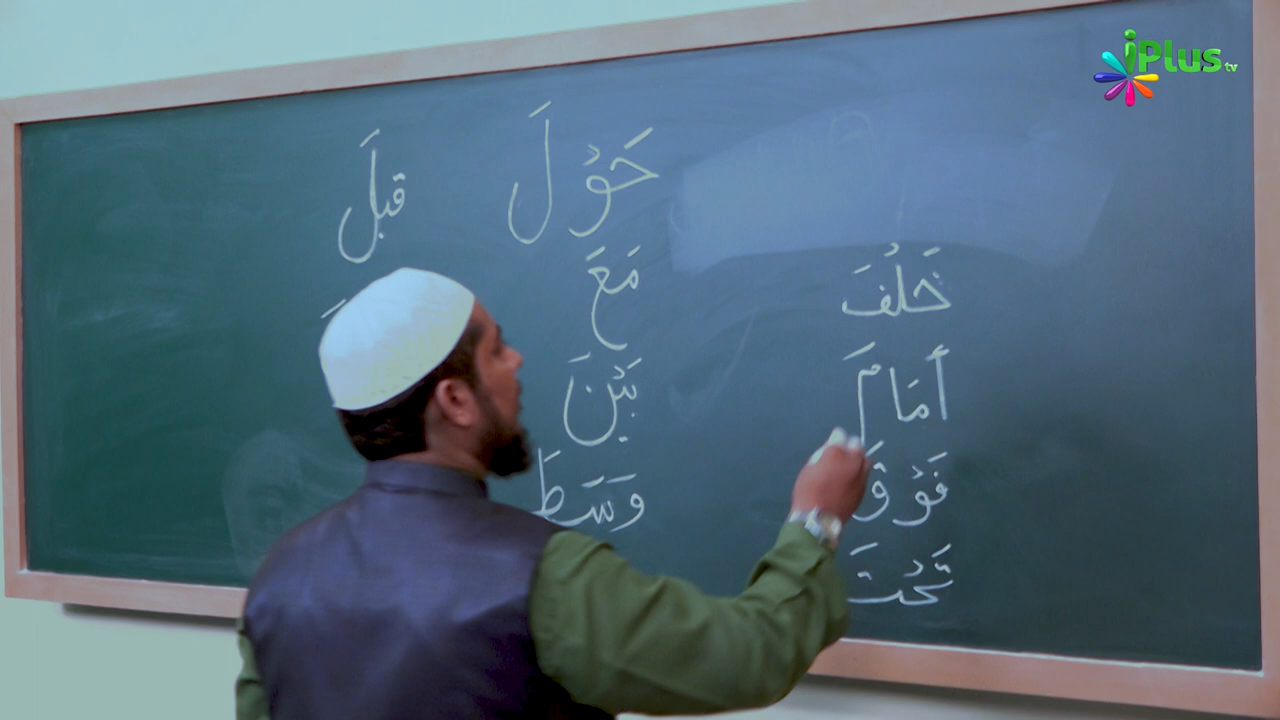 iPlus tv
خَلْفَ
أَمَامَ
فَوْقَ
تَحْتَ
حَوْلَ
مَعَ
بَيْنَ
وَسَطَ
قبلَ